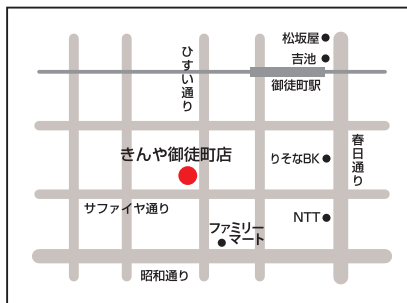 松坂屋
吉池
御徒町駅
ひすい通り
きんや御徒町店
りそなBK
春日通り
サファイヤ通り
NTT
ファミリー
マート
昭和通り